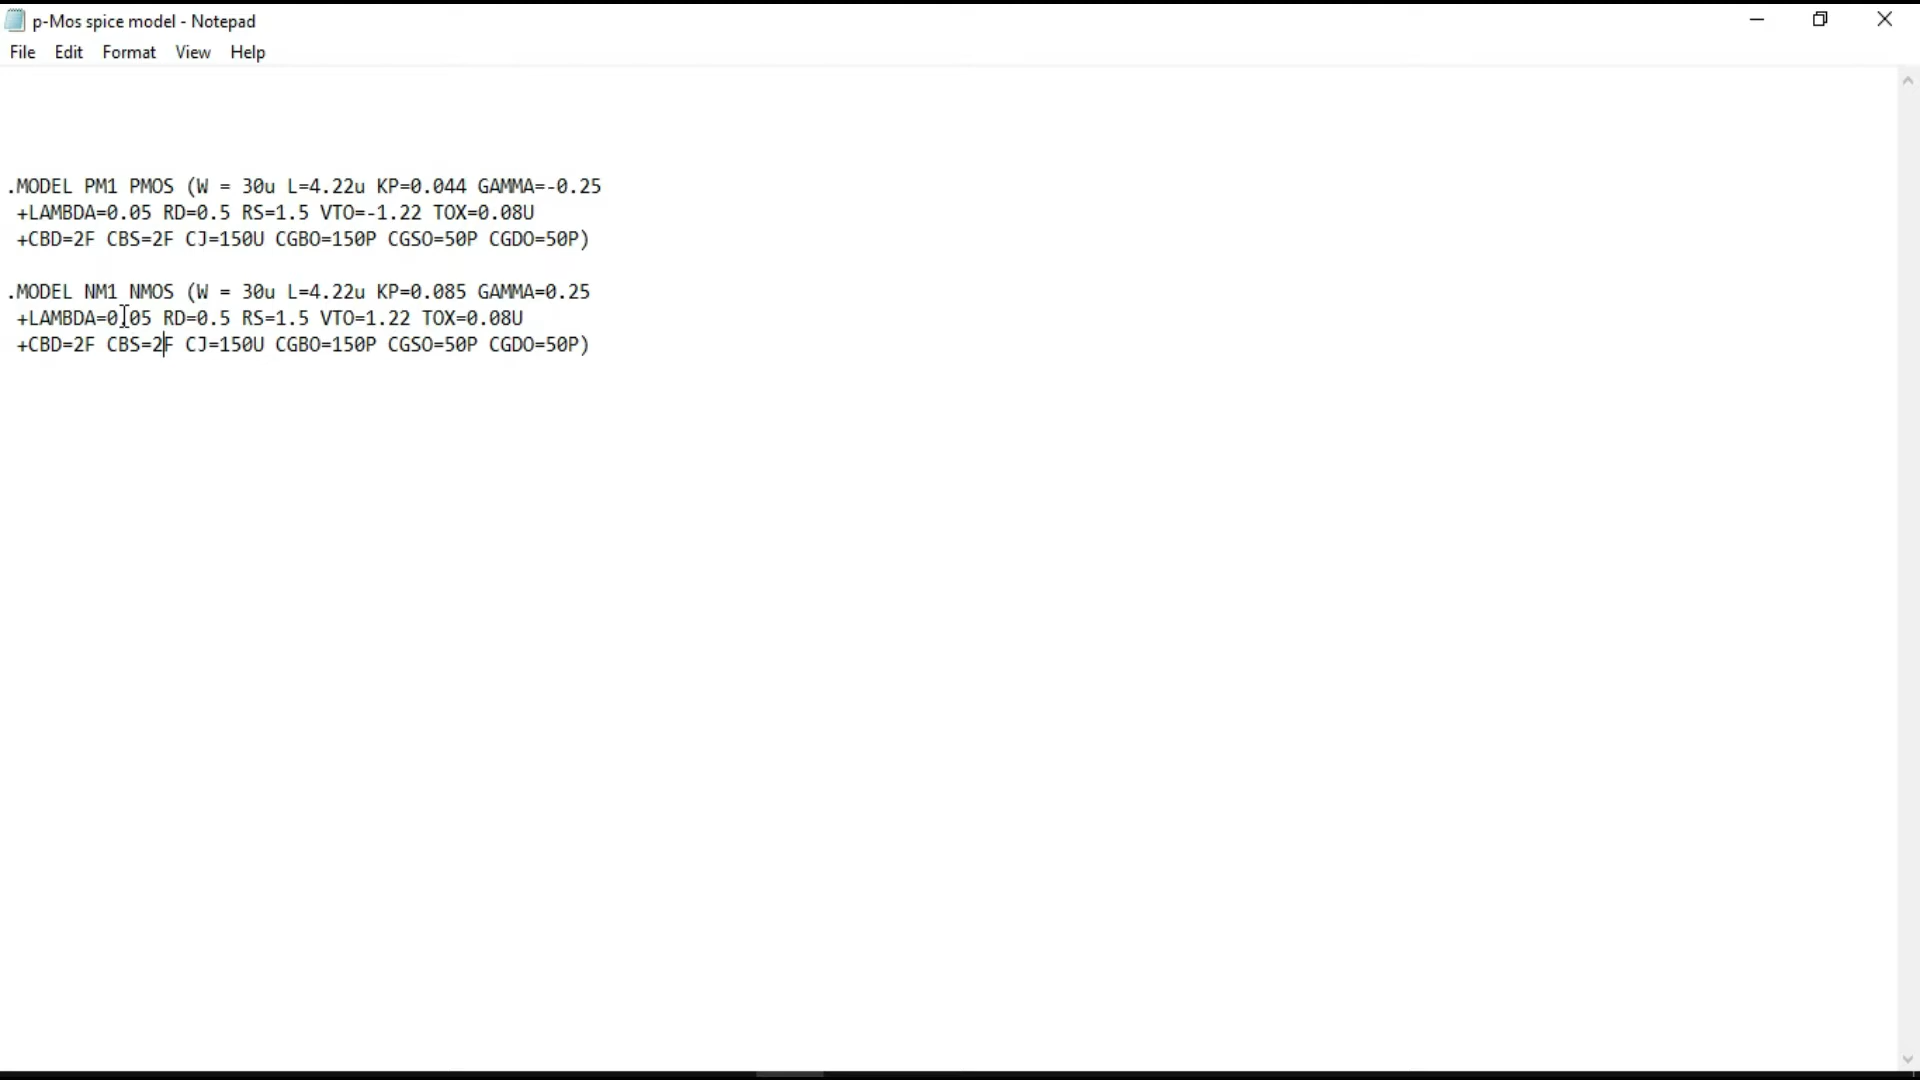 p-Mos spice model - Notepad
File Edit Format View Help
.MODEL PM1 PMOS (W = 30u L=4.22u KP=0.044 GAMMA=-0.25
+LAMBDA=0.05 RD=0.5 RS=1.5 VTO=-1.22 TOX=0.08U
+CBD=2F CBS=2F CJ=150U CGBO=150P CGSO=50P CGDO=50P)
.MODEL NM1 NMOS (W = 30u L=4.22u KP=0.085 GAMMA=0.25
+LAMBDA=0.05 RD=0.5 RS=1.5 VTO=1.22 TOX=0.08U
+CBD=2F CBS=2F CJ=150U CGBO=150P CGSO=50P CGDO=50P)